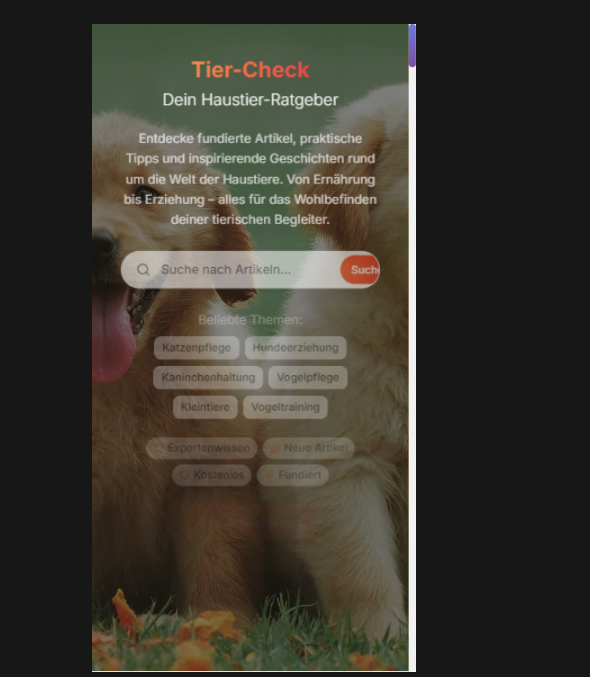 Tier-Check
Dein Haustier-Ratgeber
Entdecke fundierte Artikel, praktische
Tipps und inspirierende Geschichten rund
um die Welt der Haustiere. Von Ernährung
bis Erziehung – alles für das Wohlbefinden
deiner tierischen Begleiter.
Suche nach Artikeln... Such
Beliebte Themen:
Katzenpflege Hundeerziehung
Kaninchenhaltung Vogelpflege
Kleintiere Vogeltraining
Expertenwissen Neue Artikel
Kostenlos Fundiert